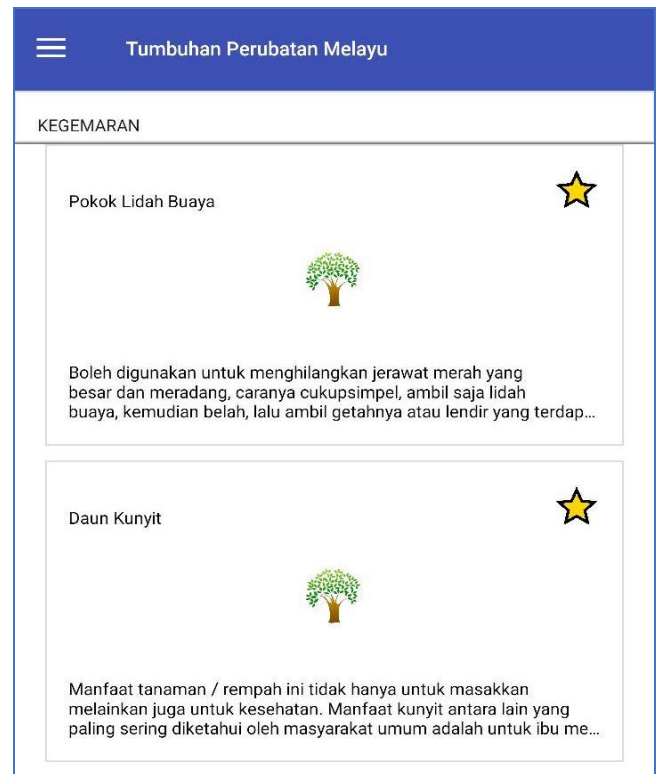 Tumbuhan Perubatan Melayu
KEGEMARAN
Pokok Lidah Buaya
Boleh digunakan untuk menghilangkan jerawat merah yang
besar dan meradang, caranya cukupsimpel, ambil saja lidah
buaya, kemudian belah, lalu ambil getahnya atau lendir yang terdap...
Daun Kunyit
Manfaat tanaman / rempah ini tidak hanya untuk masakkan
melainkan juga untuk kesehatan. Manfaat kunyit antara lain yang
paling sering diketahui oleh masyarakat umum adalah untuk ibu me...